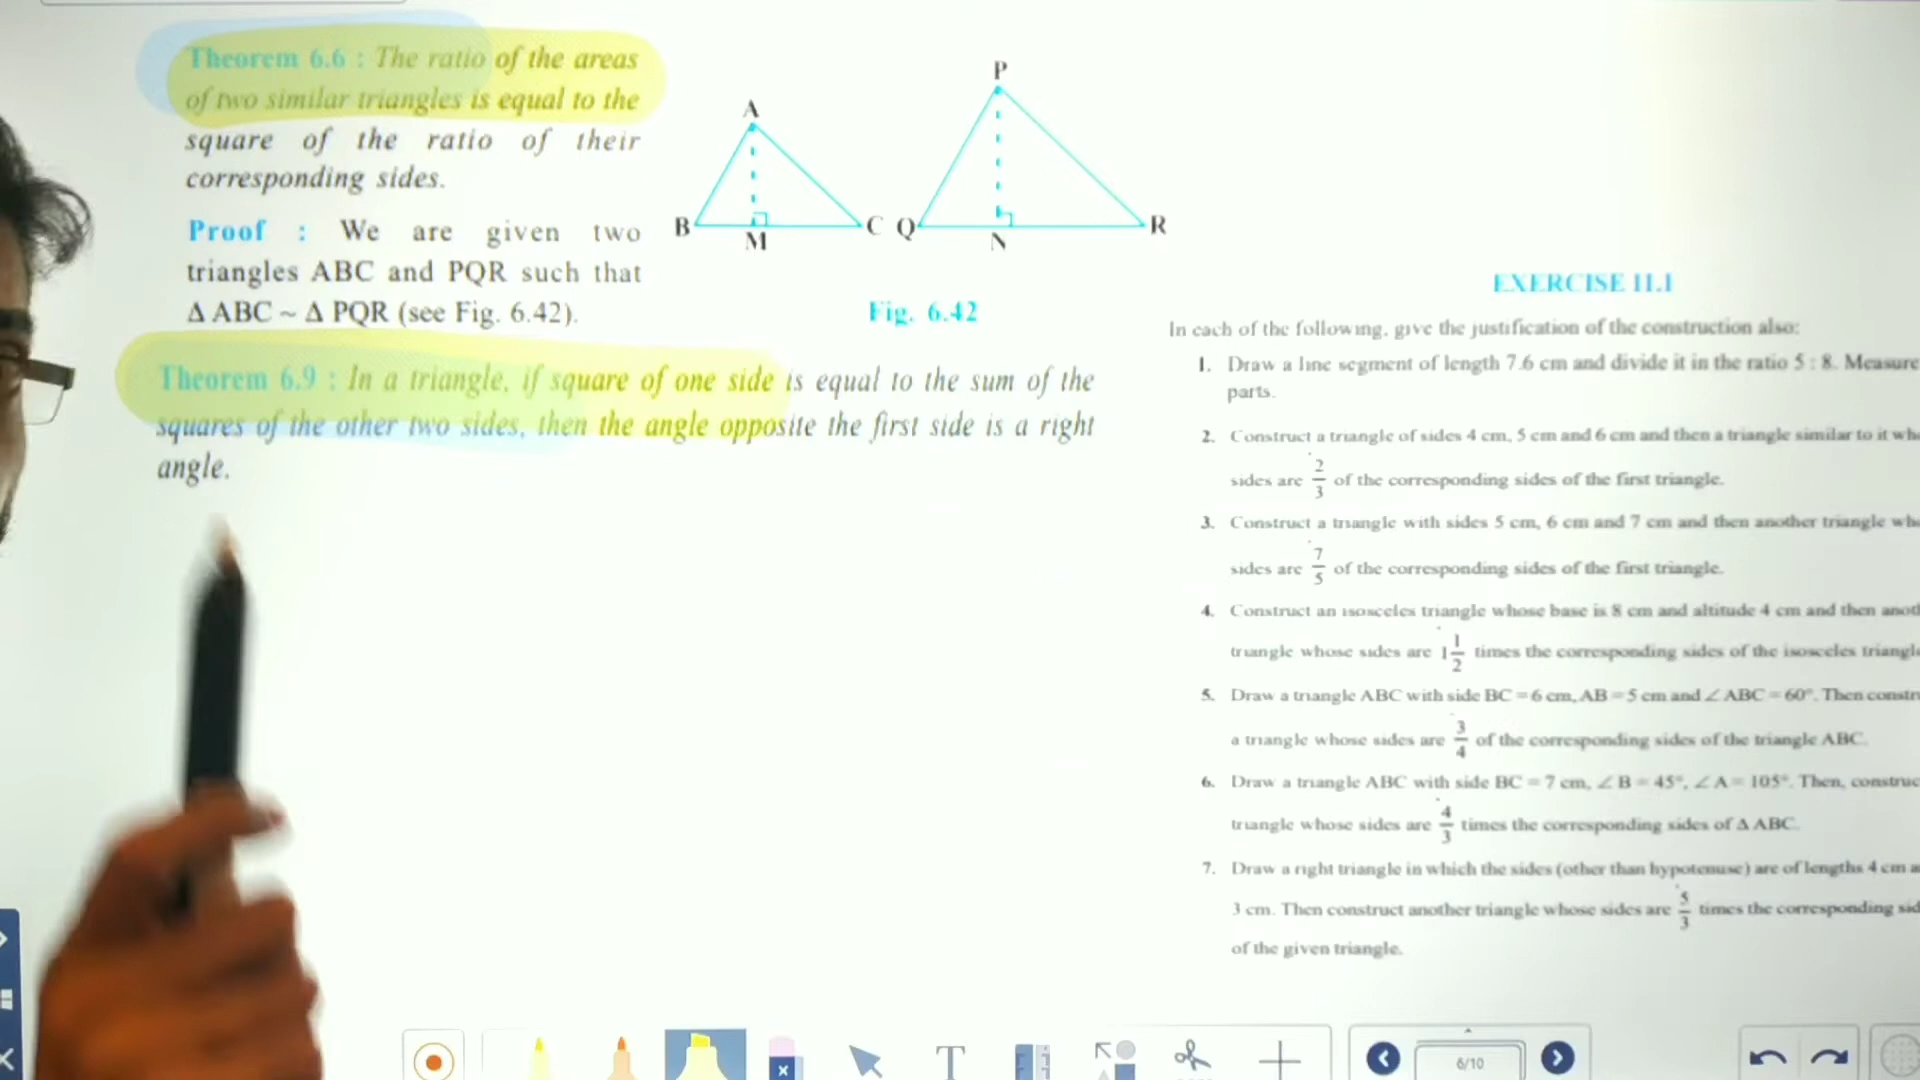 Theorem 6.6 : The ratio of the areas
of two similar triangles is equal to the
square of the ratio of their
corresponding sides.
Proof : We are given two
triangles ABC and PQR such that
Δ ABC ~ Δ PQR (see Fig. 6.42).
A
B
M
C
P
Q
N
R
Fig. 6.42
Theorem 6.9 : In a triangle, if square of one side is equal to the sum of the
squares of the other two sides, then the angle opposite the first side is a right
angle.
EXERCISE 11.1
In each of the following, give the justification of the construction also:
1. Draw a line segment of length 7.6 cm and divide it in the ratio 5 : 8. Measure
parts.
2. Construct a triangle of sides 4 cm, 5 cm and 6 cm and then a triangle similar to it
sides are 2/3 of the corresponding sides of the first triangle.
3. Construct a triangle with sides 5 cm, 6 cm and 7 cm and then another triangle
sides are 7/5 of the corresponding sides of the first triangle.
4. Construct an isosceles triangle whose base is 8 cm and altitude 4 cm and then
triangle whose sides are 1 1/2 times the corresponding sides of the isosceles
5. Draw a triangle ABC with side BC = 6 cm, AB = 5 cm and ∠ ABC = 60°. Then
a triangle whose sides are 3/4 of the corresponding sides of the triangle ABC.
6. Draw a triangle ABC with side BC = 7 cm, ∠ B = 45°, ∠ A = 105°. Then,
triangle whose sides are 4/3 times the corresponding sides of Δ ABC.
7. Draw a right triangle in which the sides (other than hypotenuse) are of lengths 4 cm
3 cm. Then construct another triangle whose sides are 5/3 times the corresponding
of the given triangle.
T
6/10